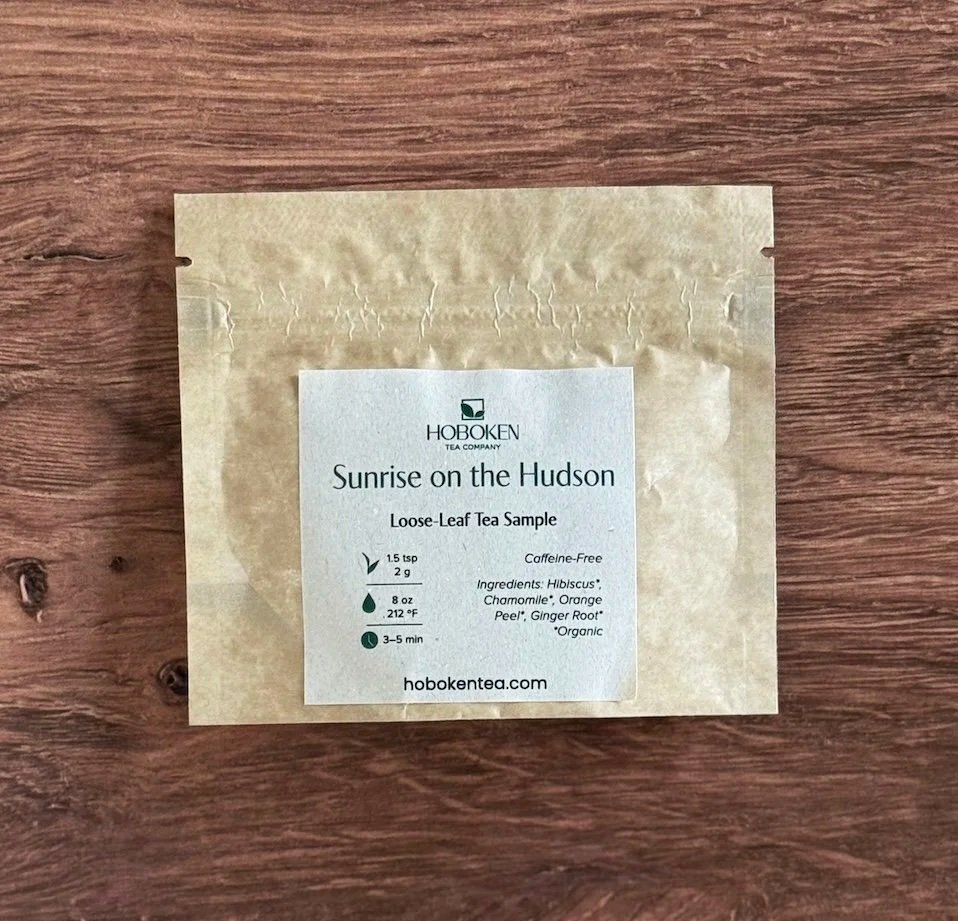 HOBOKEN
TEA COMPANY
Sunrise on the Hudson
Loose-Leaf Tea Sample
1.5 tsp
2 g
8 oz
212 °F
3–5 min
Caffeine-Free
Ingredients: Hibiscus*,
Chamomile*, Orange
Peel*, Ginger Root*
*Organic
hobokentea.com